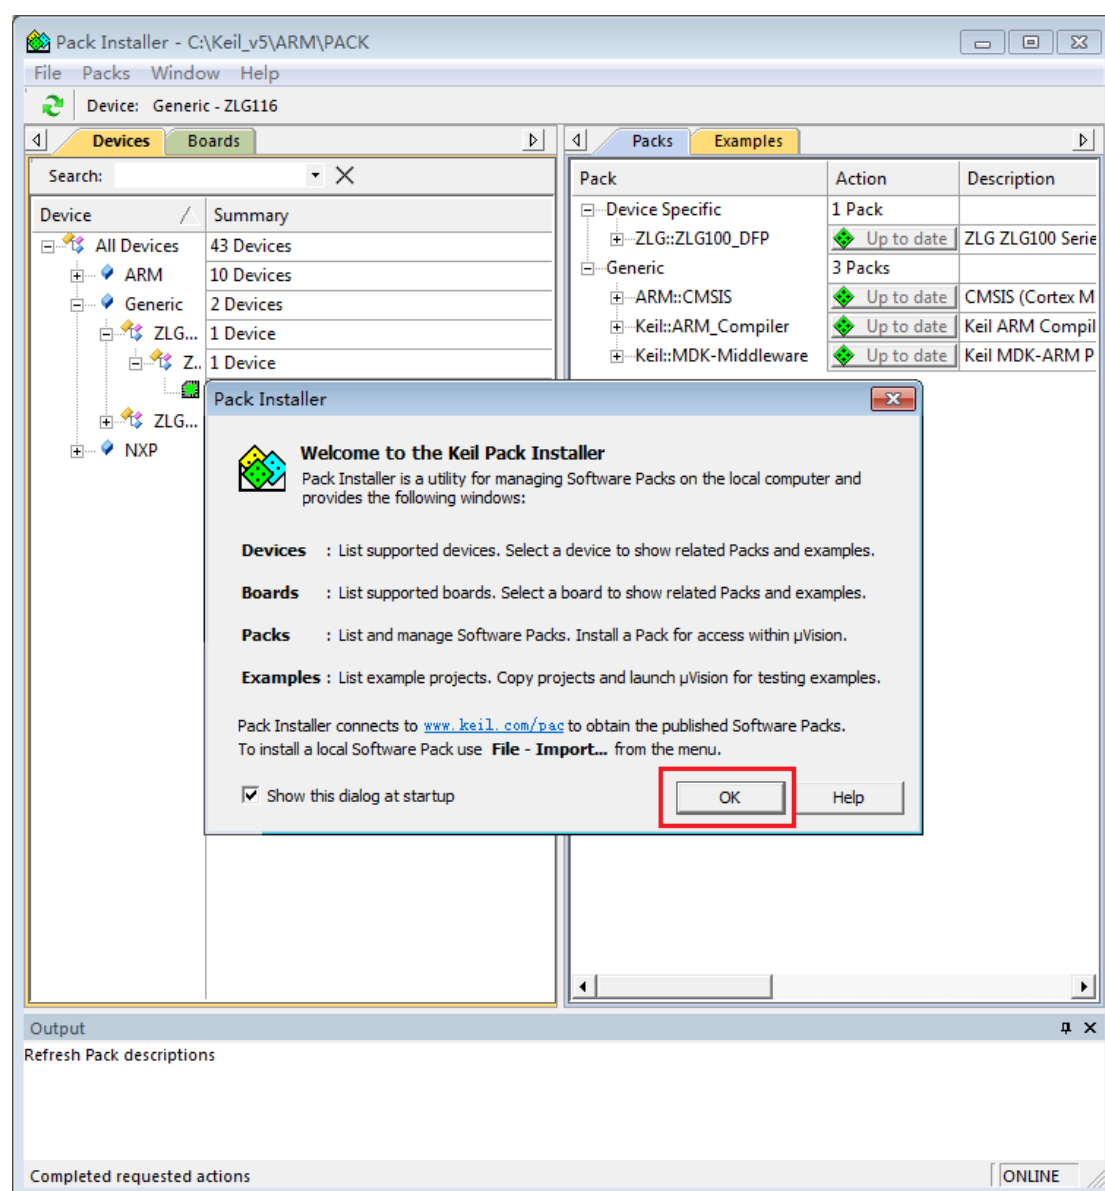 Pack Installer - C:\Keil_v5\ARM\PACK
File Packs Window Help
Device: Generic - ZLG116
Devices Boards
Search:
Device Summary
All Devices 43 Devices
ARM 10 Devices
Generic 2 Devices
ZLG... 1 Device
Z.. 1 Device
ZLG...
NXP
Packs Examples
Pack Action Description
Device Specific 1 Pack
ZLG::ZLG100_DFP Up to date ZLG ZLG100 Serie
Generic 3 Packs
ARM::CMSIS Up to date CMSIS (Cortex M
Keil::ARM_Compiler Up to date Keil ARM Compil
Keil::MDK-Middleware Up to date Keil MDK-ARM P
Pack Installer
Welcome to the Keil Pack Installer
Pack Installer is a utility for managing Software Packs on the local computer and
provides the following windows:
Devices : List supported devices. Select a device to show related Packs and examples.
Boards : List supported boards. Select a board to show related Packs and examples.
Packs : List and manage Software Packs. Install a Pack for access within µVision.
Examples : List example projects. Copy projects and launch µVision for testing examples.
Pack Installer connects to www.keil.com/pac to obtain the published Software Packs.
To install a local Software Pack use File - Import... from the menu.
Show this dialog at startup
OK Help
Output
Refresh Pack descriptions
Completed requested actions
ONLINE